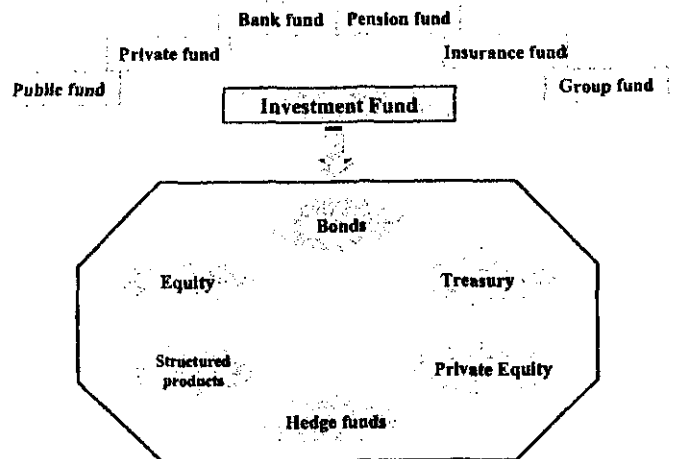 Bank fund
Pension fund
Private fund
Insurance fund
Public fund
Group fund
Investment Fund
Bonds
Equity
Treasury
Structured
products
Private Equity
Hedge funds